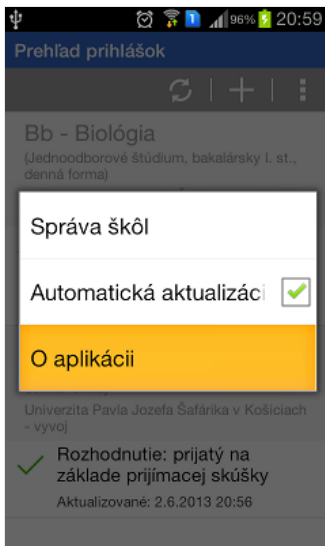 96% 20:59
Prehľad prihlášok
Bb - Biológia
(Jednoodborové štúdium, bakalársky I. st.,
denná forma)
Správa škôl
Automatická aktualizáci
O aplikácii
Univerzita Pavla Jozefa Šafárika v Košiciach
- vyvoj
Rozhodnutie: prijatý na
základe prijímacej skúšky
Aktualizované: 2.6.2013 20:56